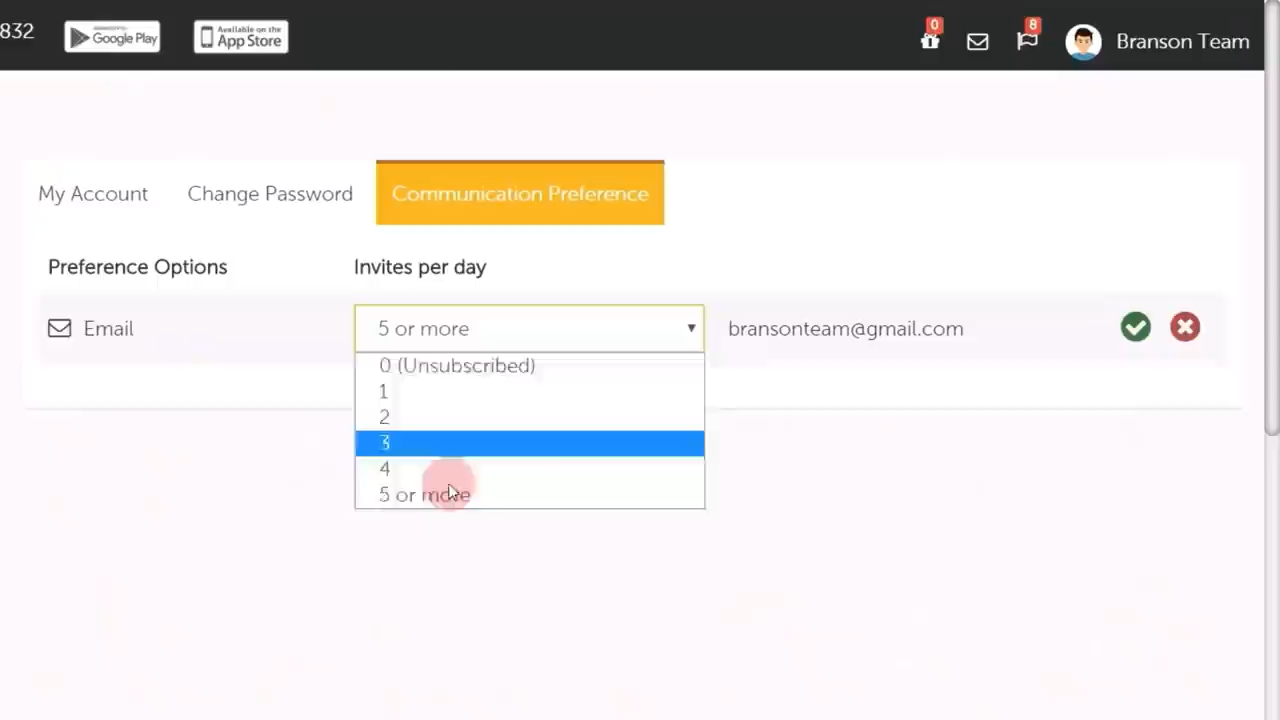 832
Google Play
Available on the
App Store
0
8
Branson Team
My Account
Change Password
Communication Preference
Preference Options
Invites per day
Email
5 or more
bransonteam@gmail.com
0 (Unsubscribed)
1
2
3
4
5 or more